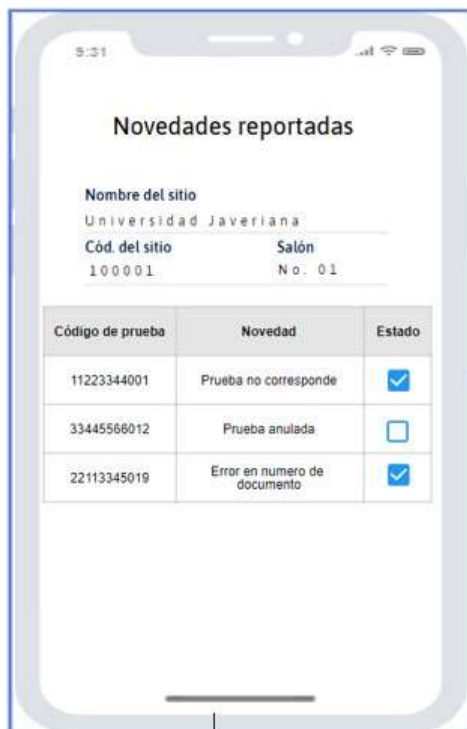 9:31
Novedades reportadas
Nombre del sitio
Universidad Javeriana
Cód. del sitio Salón
100001 No. 01
Código de prueba Novedad Estado
11223344001 Prueba no corresponde
33445566012 Prueba anulada
22113345019 Error en numero de
documento